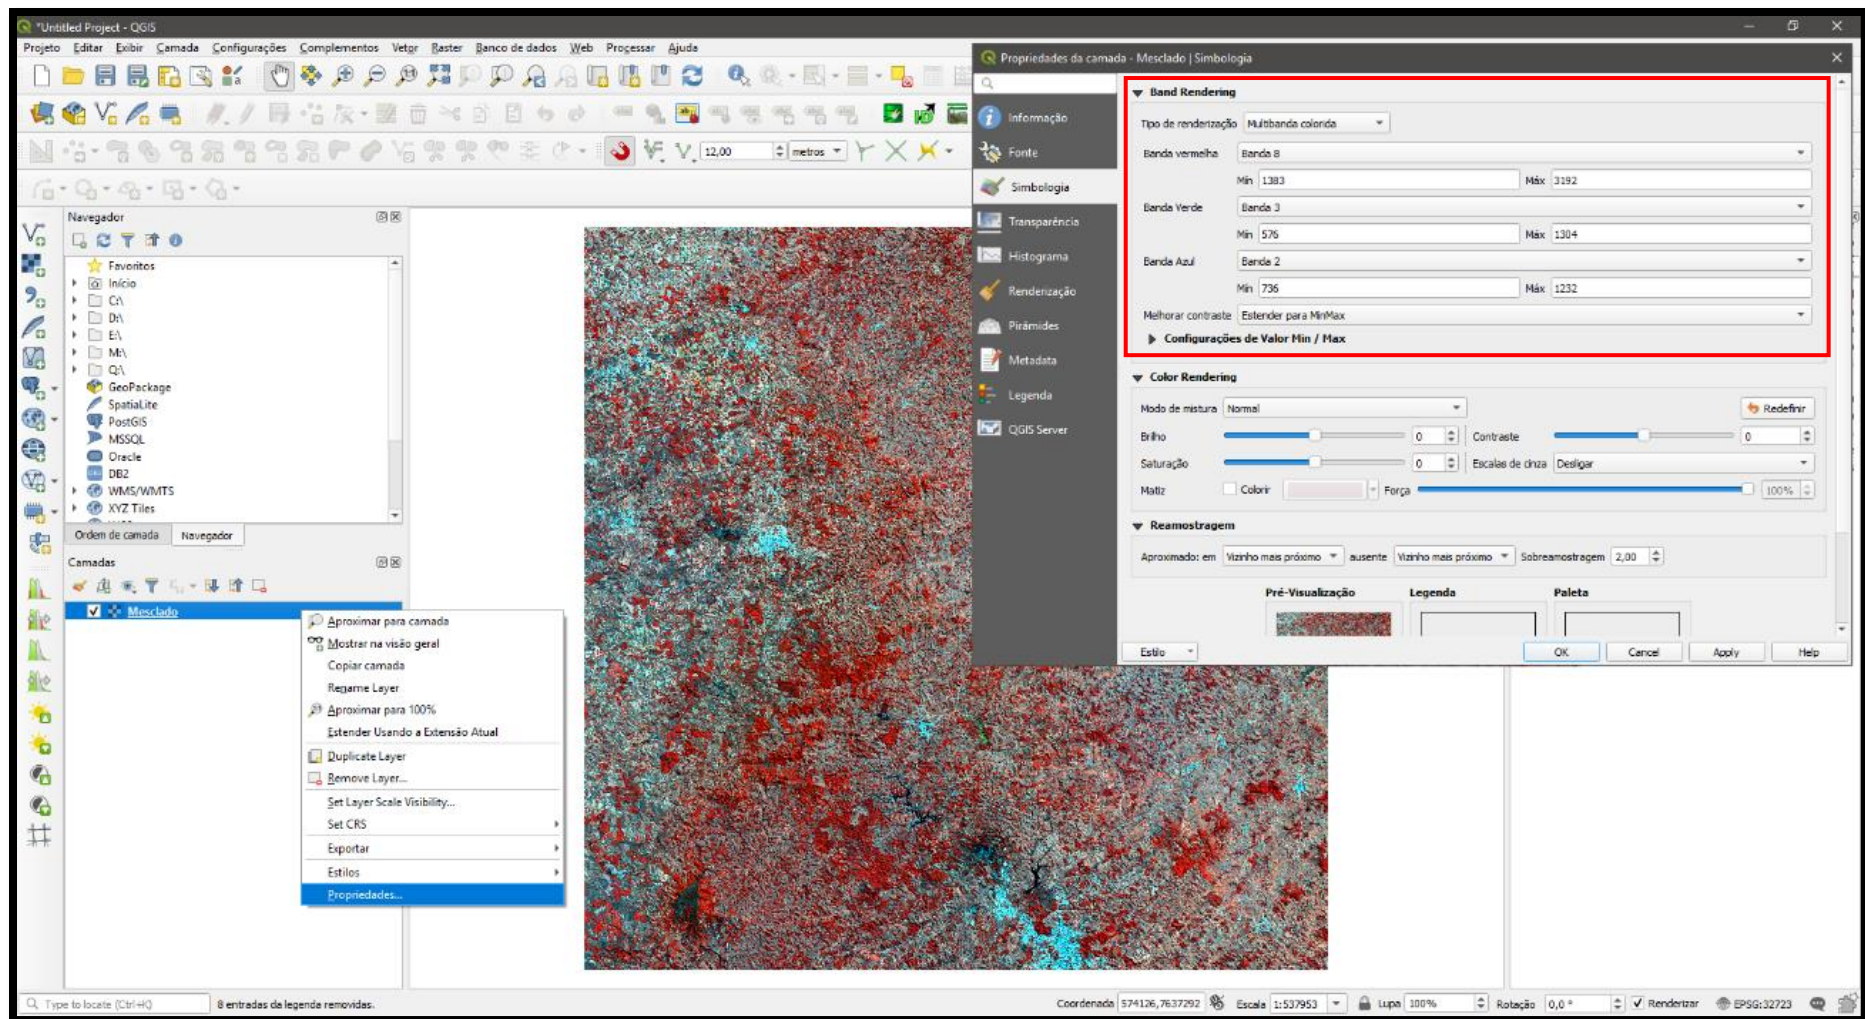 *Untitled Project - QGIS
Projeto Editar Exibir Camada Configurações Complementos Vetor Raster Banco de dados Web Processar Ajuda
12,00 metros
Navegador
Favoritos
Início
C:\
D:\
E:\
M:\
Q:\
GeoPackage
SpatiaLite
PostGIS
MSSQL
Oracle
DB2
WMS/WMTS
XYZ Tiles
Ordem de camada Navegador
Camadas
Mesclado
Aproximar para camada
Mostrar na visão geral
Copiar camada
Rename Layer
Aproximar para 100%
Estender Usando a Extensão Atual
Duplicate Layer
Remove Layer...
Set Layer Scale Visibility...
Set CRS
Exportar
Estilos
Propriedades...
Propriedades da camada - Mesclado | Simbologia
Informação
Fonte
Simbologia
Transparência
Histograma
Renderização
Pirâmides
Metadata
Legenda
QGIS Server
Band Rendering
Tipo de renderização Multibanda colorida
Banda vermelha Banda 8
Mín 1383 Máx 3192
Banda Verde Banda 3
Mín 576 Máx 1304
Banda Azul Banda 2
Mín 736 Máx 1232
Melhorar contraste Estender para MinMax
Configurações de Valor Min / Max
Color Rendering
Modo de mistura Normal Redefinir
Brilho 0 Contraste 0
Saturação 0 Escalas de cinza Desligar
Matiz Colorir Força 100%
Reamostragem
Aproximado: em Vizinho mais próximo ausente Vizinho mais próximo Sobreamostragem 2,00
Pré-Visualização Legenda Paleta
Estilo OK Cancel Apply Help
Type to locate (Ctrl+K) 8 entradas da legenda removidas. Coordenada 574126,7637292 Escala 1:537953 Lupa 100% Rotação 0,0 ° Renderizar EPSG:32723